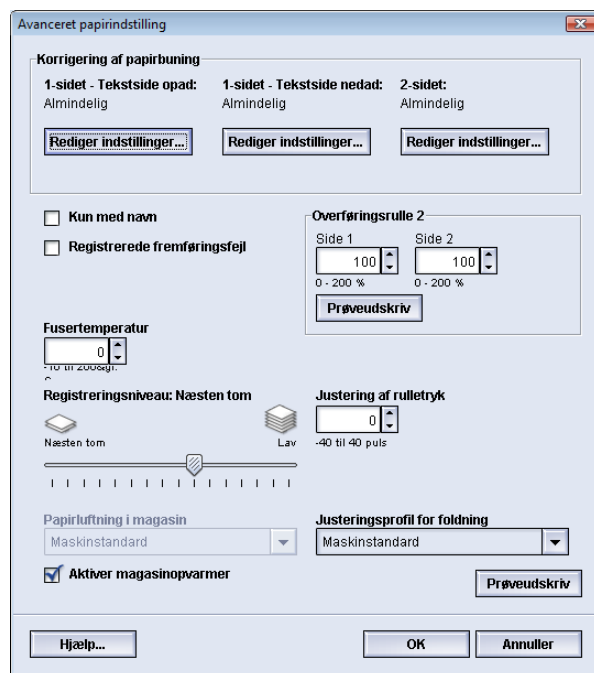 Avanceret papirindstilling
Korrigering af papirbuning
1-sidet - Tekstside opad:
Almindelig
Rediger indstillinger...
1-sidet - Tekstside nedad:
Almindelig
Rediger indstillinger...
2-sidet:
Almindelig
Rediger indstillinger...
Kun med navn
Registrerede fremføringsfejl
Overføringsrulle 2
Side 1
100
0 - 200 %
Side 2
100
0 - 200 %
Prøveudskriv
Fusertemperatur
0
Registreringsniveau: Næsten tom
Næsten tom
Lav
Justering af rulletryk
0
-40 til 40 puls
Papirluftning i magasin
Maskinstandard
Justeringsprofil for foldning
Maskinstandard
Aktiver magasinopvarmer
Prøveudskriv
Hjælp...
OK
Annuller